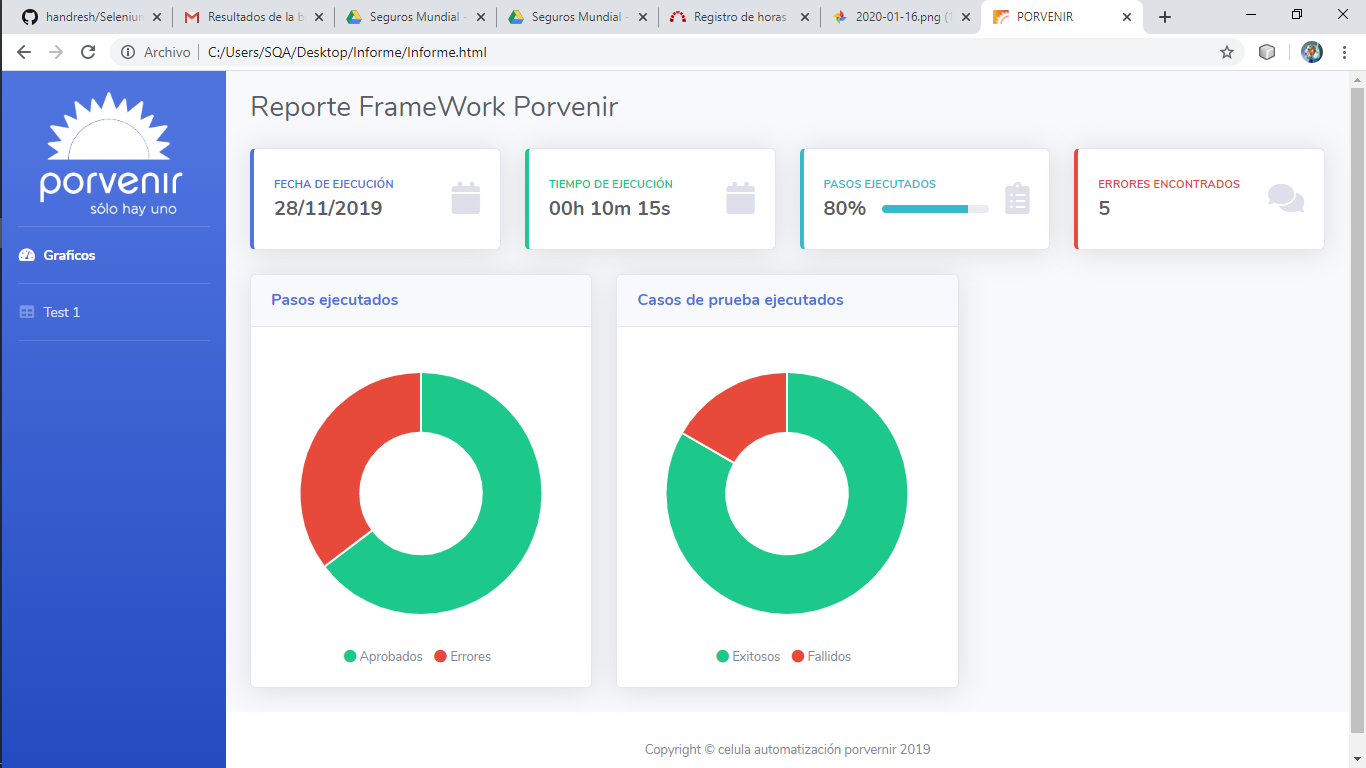 handresh/Selenium
Resultados de la b
Seguros Mundial -
Seguros Mundial -
Registro de horas
2020-01-16.png (
PORVENIR
Archivo
C:/Users/SQA/Desktop/Informe/Informe.html
porvenir
sólo hay uno
Graficos
Test 1
Reporte FrameWork Porvenir
FECHA DE EJECUCIÓN
28/11/2019
TIEMPO DE EJECUCIÓN
00h 10m 15s
PASOS EJECUTADOS
80%
ERRORES ENCONTRADOS
5
Pasos ejecutados
Aprobados
Errores
Casos de prueba ejecutados
Exitosos
Fallidos
Copyright © celula automatización porvernir 2019